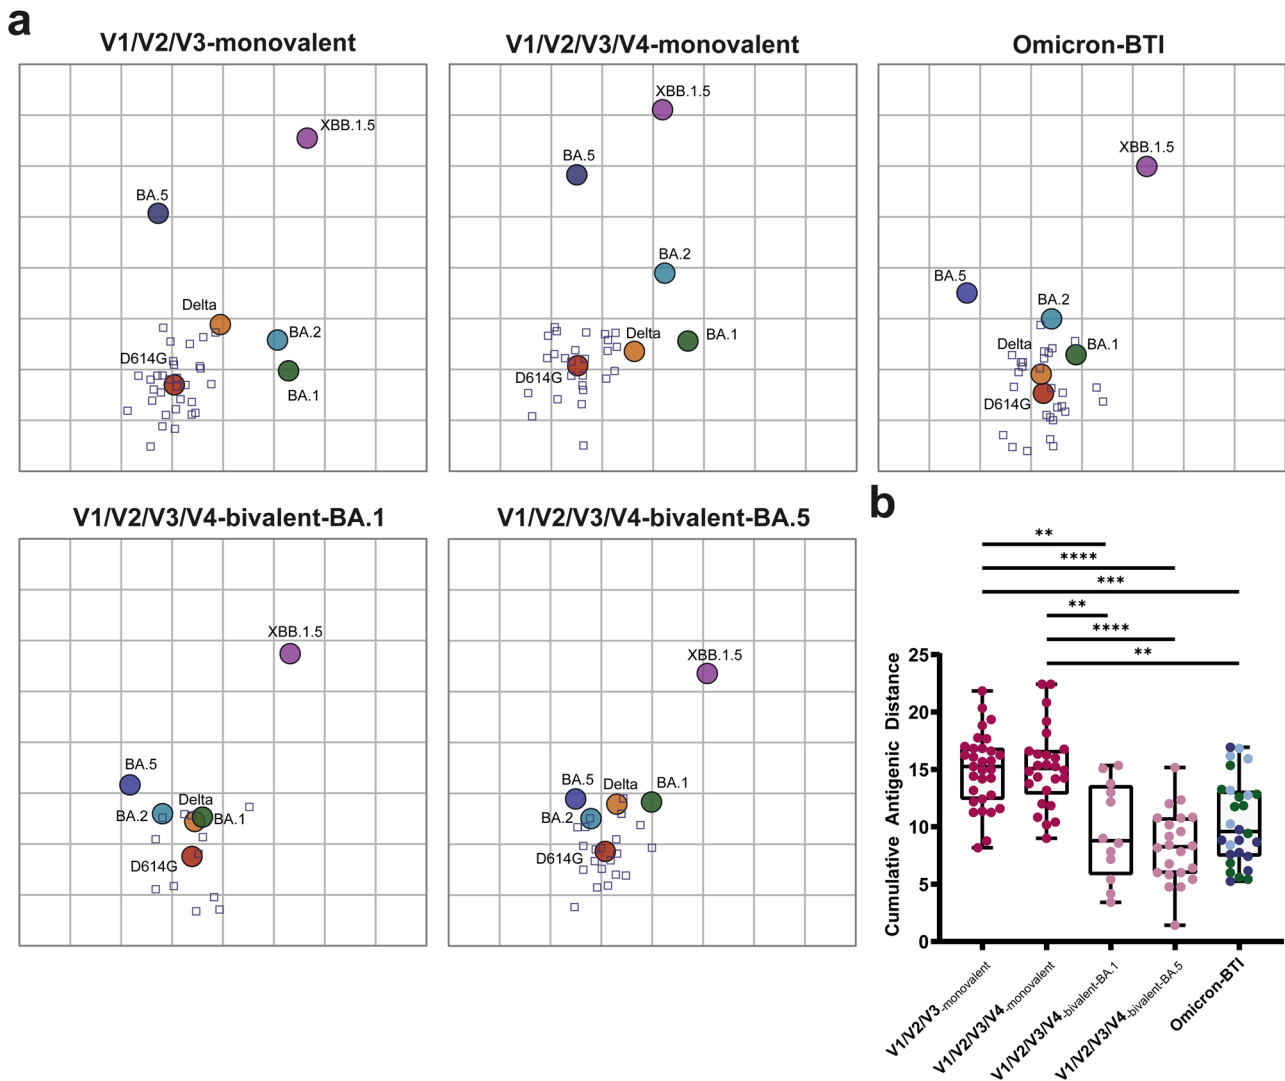 a
V1/V2/V3-monovalent
XBB.1.5
BA.5
Delta
BA.2
D614G
BA.1
V1/V2/V3/V4-monovalent
XBB.1.5
BA.5
BA.2
Delta
BA.1
D614G
Omicron-BTI
XBB.1.5
BA.5
BA.2
Delta
BA.1
D614G
V1/V2/V3/V4-bivalent-BA.1
XBB.1.5
BA.5
Delta
BA.2
BA.1
D614G
V1/V2/V3/V4-bivalent-BA.5
XBB.1.5
BA.5
Delta
BA.1
BA.2
D614G
b
**
****
***
**
****
**
Cumulative Antigenic Distance
25
20
15
10
5
0
V1/V2/V3-monovalent
V1/V2/V3/V4-monovalent
V1/V2/V3/V4-bivalent-BA.1
V1/V2/V3/V4-bivalent-BA.5
Omicron-BTI